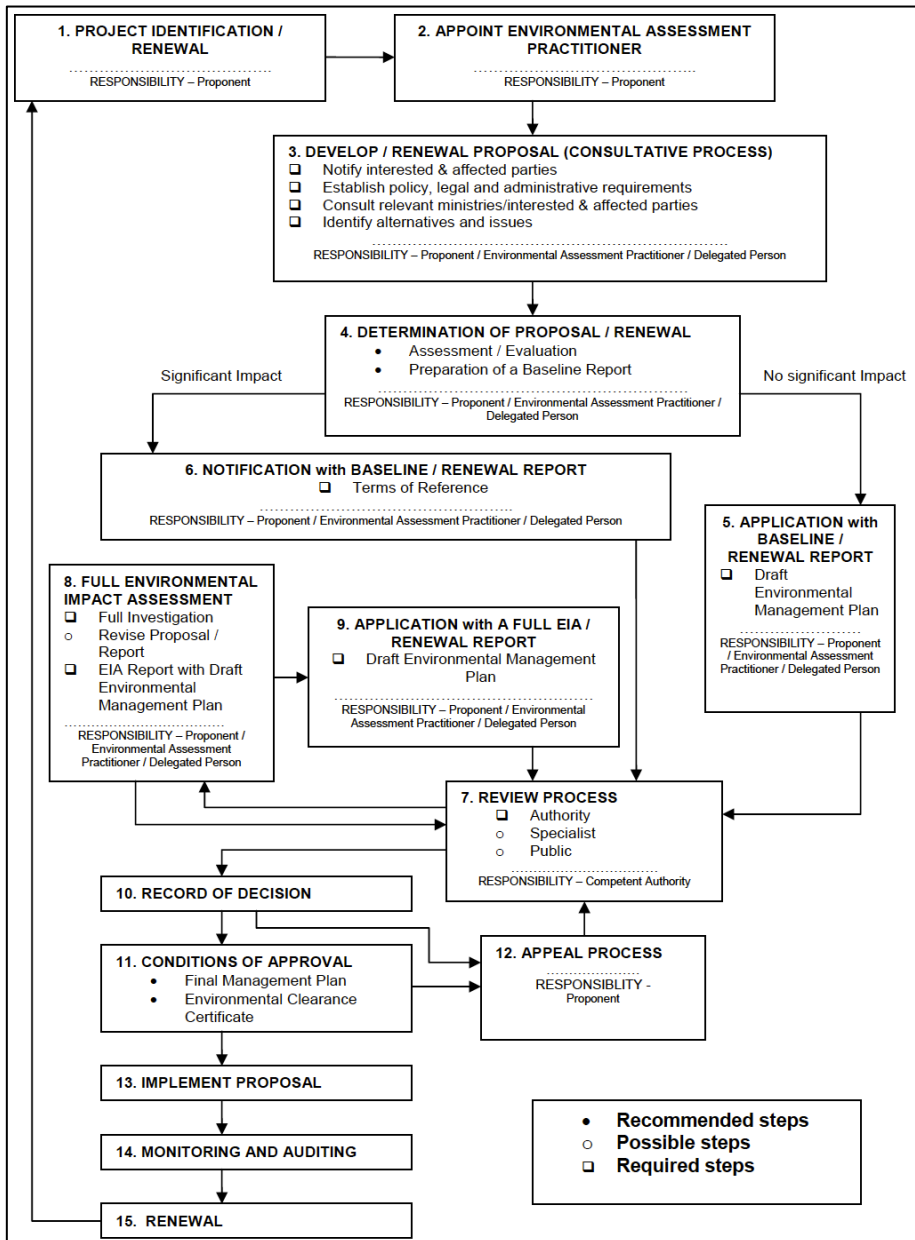 1. PROJECT IDENTIFICATION /
RENEWAL
.......................................
RESPONSIBILITY – Proponent
2. APPOINT ENVIRONMENTAL ASSESSMENT
PRACTITIONER
.......................................
RESPONSIBILITY – Proponent
3. DEVELOP / RENEWAL PROPOSAL (CONSULTATIVE PROCESS)
❑ Notify interested & affected parties
❑ Establish policy, legal and administrative requirements
❑ Consult relevant ministries/interested & affected parties
❑ Identify alternatives and issues
.......................................
RESPONSIBILITY – Proponent / Environmental Assessment Practitioner / Delegated Person
4. DETERMINATION OF PROPOSAL / RENEWAL
• Assessment / Evaluation
• Preparation of a Baseline Report
.......................................
RESPONSIBILITY – Proponent / Environmental Assessment Practitioner /
Delegated Person
Significant Impact
No significant Impact
6. NOTIFICATION with BASELINE / RENEWAL REPORT
❑ Terms of Reference
.......................................
RESPONSIBILITY – Proponent / Environmental Assessment Practitioner / Delegated Person
5. APPLICATION with
BASELINE /
RENEWAL REPORT
❑ Draft
Environmental
Management Plan
.......................................
RESPONSIBILITY – Proponent
/ Environmental Assessment
Practitioner / Delegated Person
8. FULL ENVIRONMENTAL
IMPACT ASSESSMENT
❑ Full Investigation
○ Revise Proposal /
Report
❑ EIA Report with Draft
Environmental
Management Plan
.......................................
RESPONSIBILITY – Proponent /
Environmental Assessment
Practitioner / Delegated Person
9. APPLICATION with A FULL EIA /
RENEWAL REPORT
❑ Draft Environmental Management
Plan
.......................................
RESPONSIBILITY – Proponent / Environmental
Assessment Practitioner / Delegated Person
7. REVIEW PROCESS
❑ Authority
○ Specialist
○ Public
.......................................
RESPONSIBILITY – Competent Authority
10. RECORD OF DECISION
11. CONDITIONS OF APPROVAL
• Final Management Plan
• Environmental Clearance
Certificate
12. APPEAL PROCESS
.......................................
RESPONSIBLITY -
Proponent
13. IMPLEMENT PROPOSAL
14. MONITORING AND AUDITING
15. RENEWAL
• Recommended steps
○ Possible steps
❑ Required steps